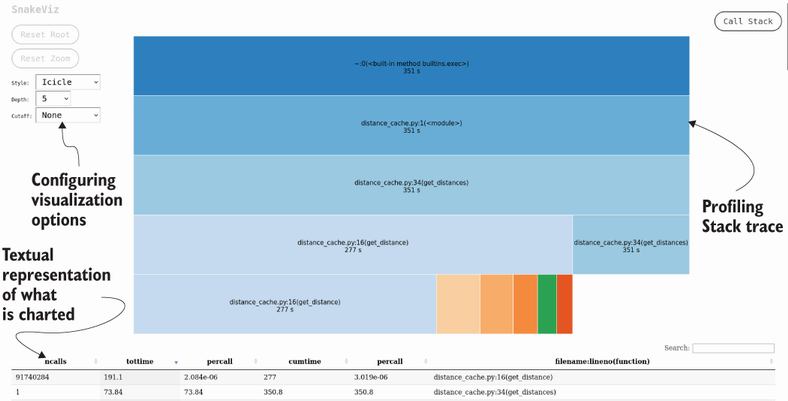 SnakeViz
Call Stack
Reset Root
Reset Zoom
Style: Icicle
Depth: 5
Cutoff: None
~:0(<built-in method builtins.exec>)
351 s
distance_cache.py:1(<module>)
351 s
distance_cache.py:34(get_distances)
351 s
distance_cache.py:16(get_distance)
277 s
distance_cache.py:34(get_distances)
351 s
distance_cache.py:16(get_distance)
277 s
Configuring
visualization
options
Profiling
Stack trace
Textual
representation
of what
is charted
Search:
ncalls tottime percall cumtime percall filename:lineno(function)
91740284 191.1 2.084e-06 277 3.019e-06 distance_cache.py:16(get_distance)
1 73.84 73.84 350.8 350.8 distance_cache.py:34(get_distances)